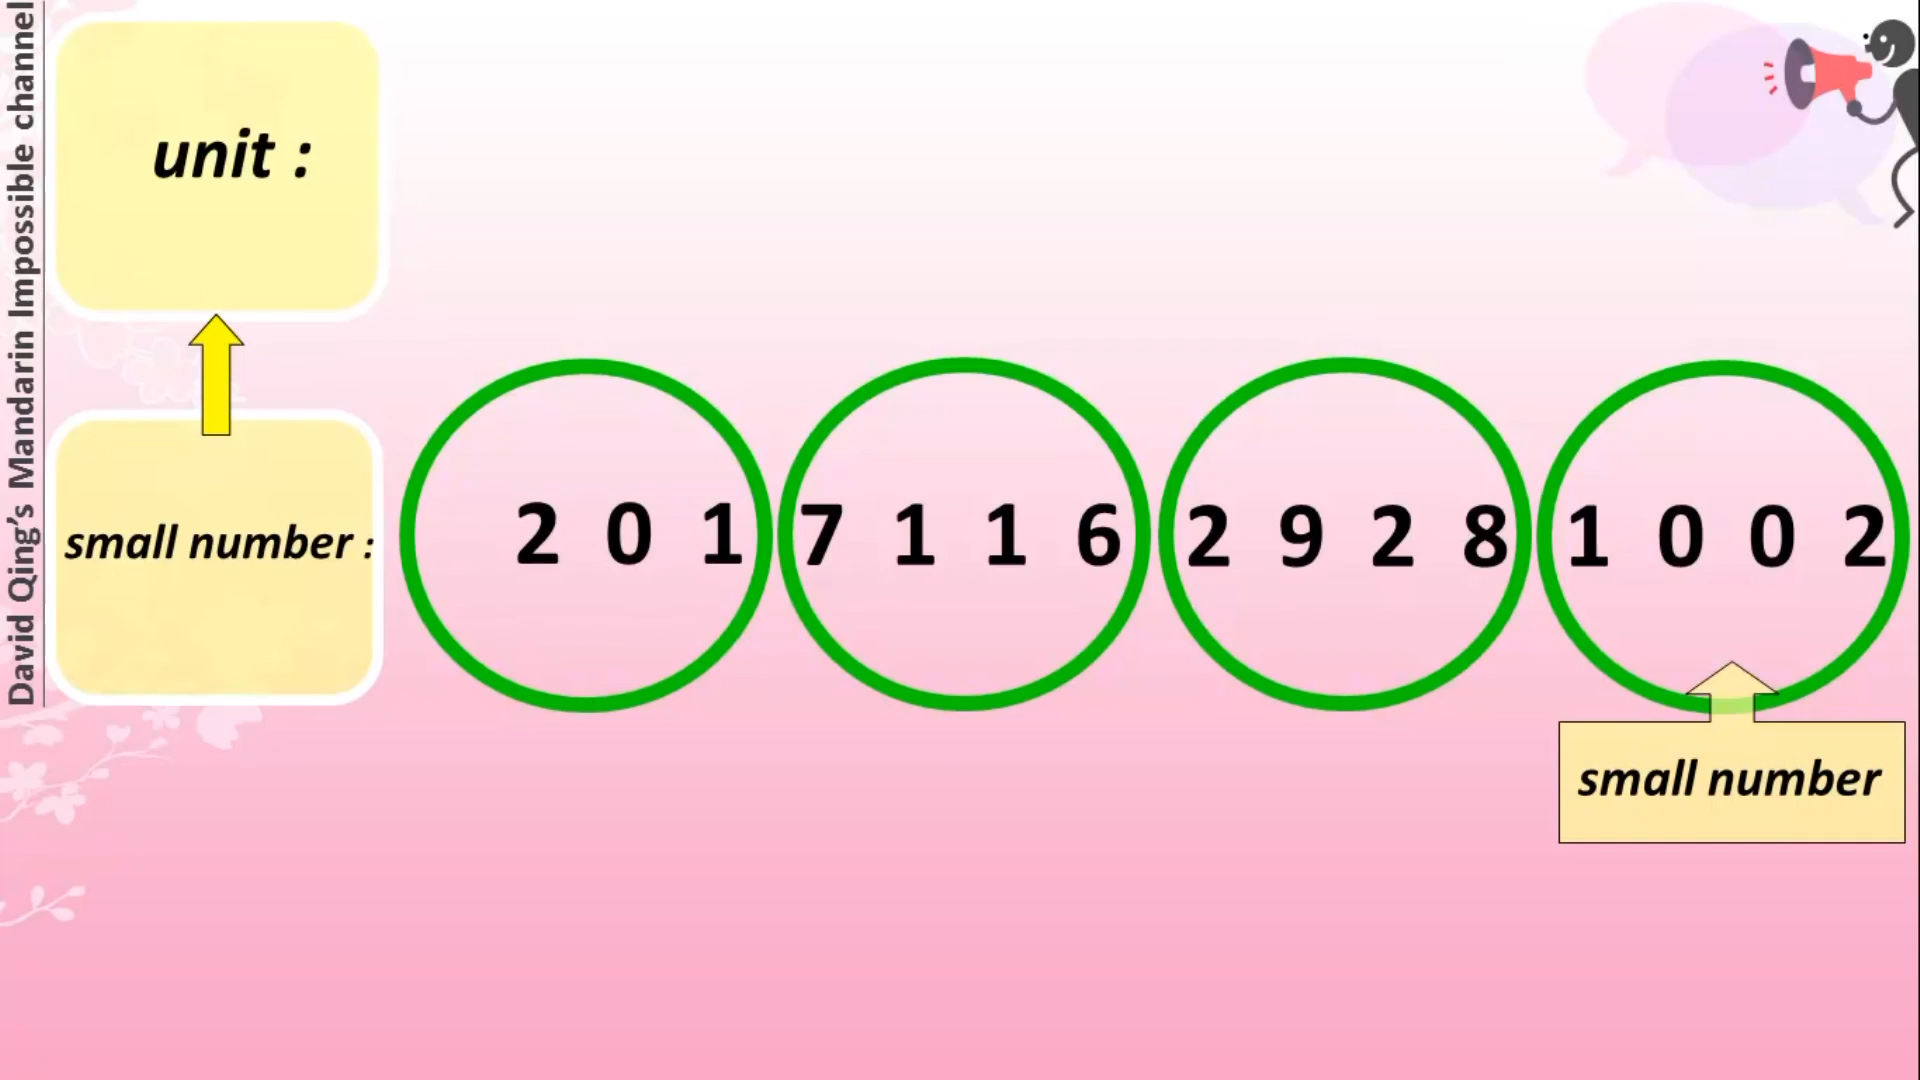 David Qing's Mandarin Impossible channel
unit :
small number :
2 0 1 7 1 1 6 2 9 2 8 1 0 0 2
small number